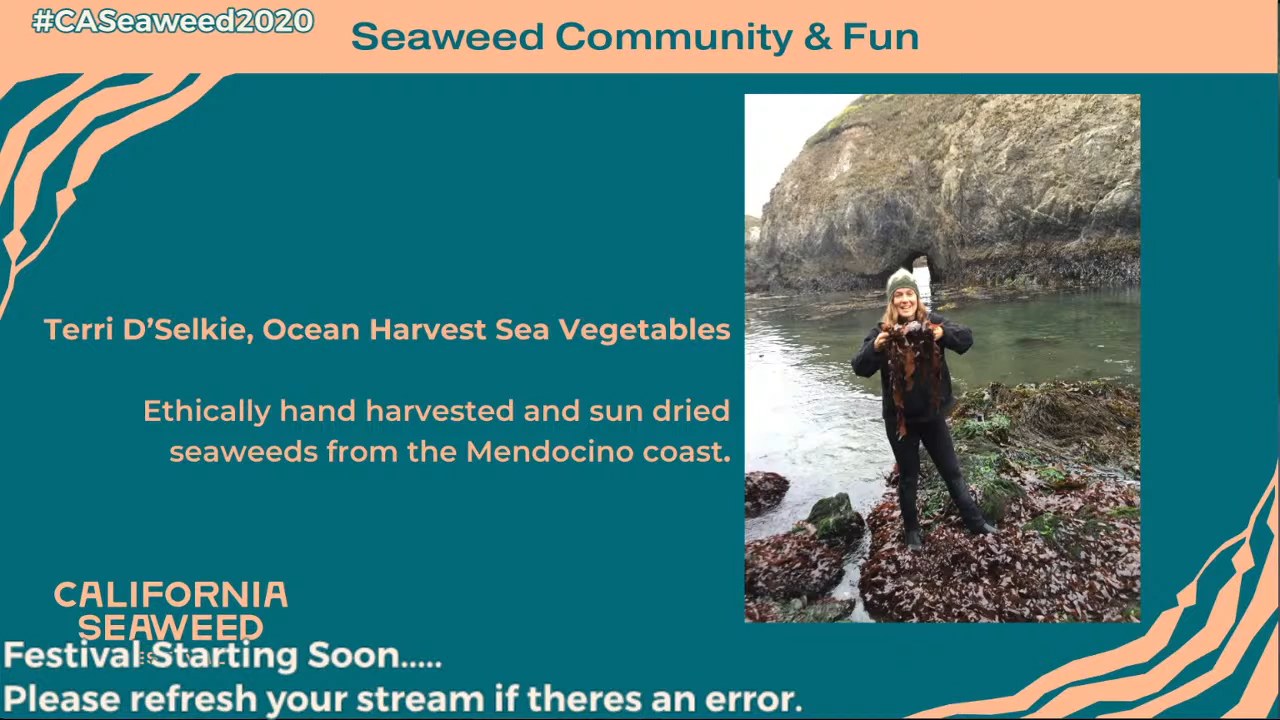 #CASeaweed2020
Seaweed Community & Fun
Terri D’Selkie, Ocean Harvest Sea Vegetables
Ethically hand harvested and sun dried
seaweeds from the Mendocino coast.
CALIFORNIA
SEAWEED
Festival Starting Soon.....
Please refresh your stream if theres an error.